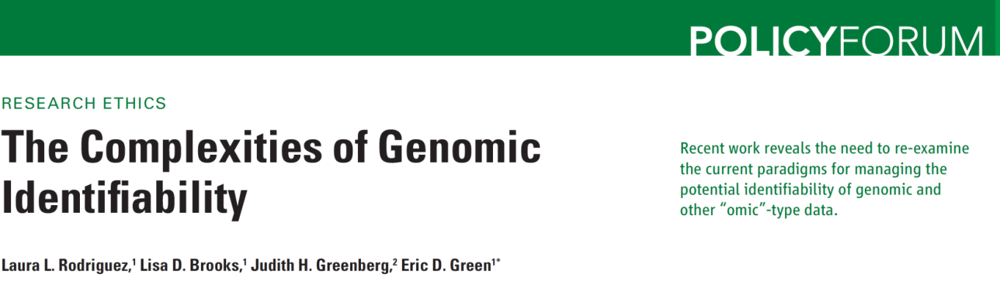 POLICYFORUM
RESEARCH ETHICS
The Complexities of Genomic
Identifiability
Recent work reveals the need to re-examine
the current paradigms for managing the
potential identifiability of genomic and
other “omic”-type data.
Laura L. Rodriguez,¹ Lisa D. Brooks,¹ Judith H. Greenberg,² Eric D. Green¹*